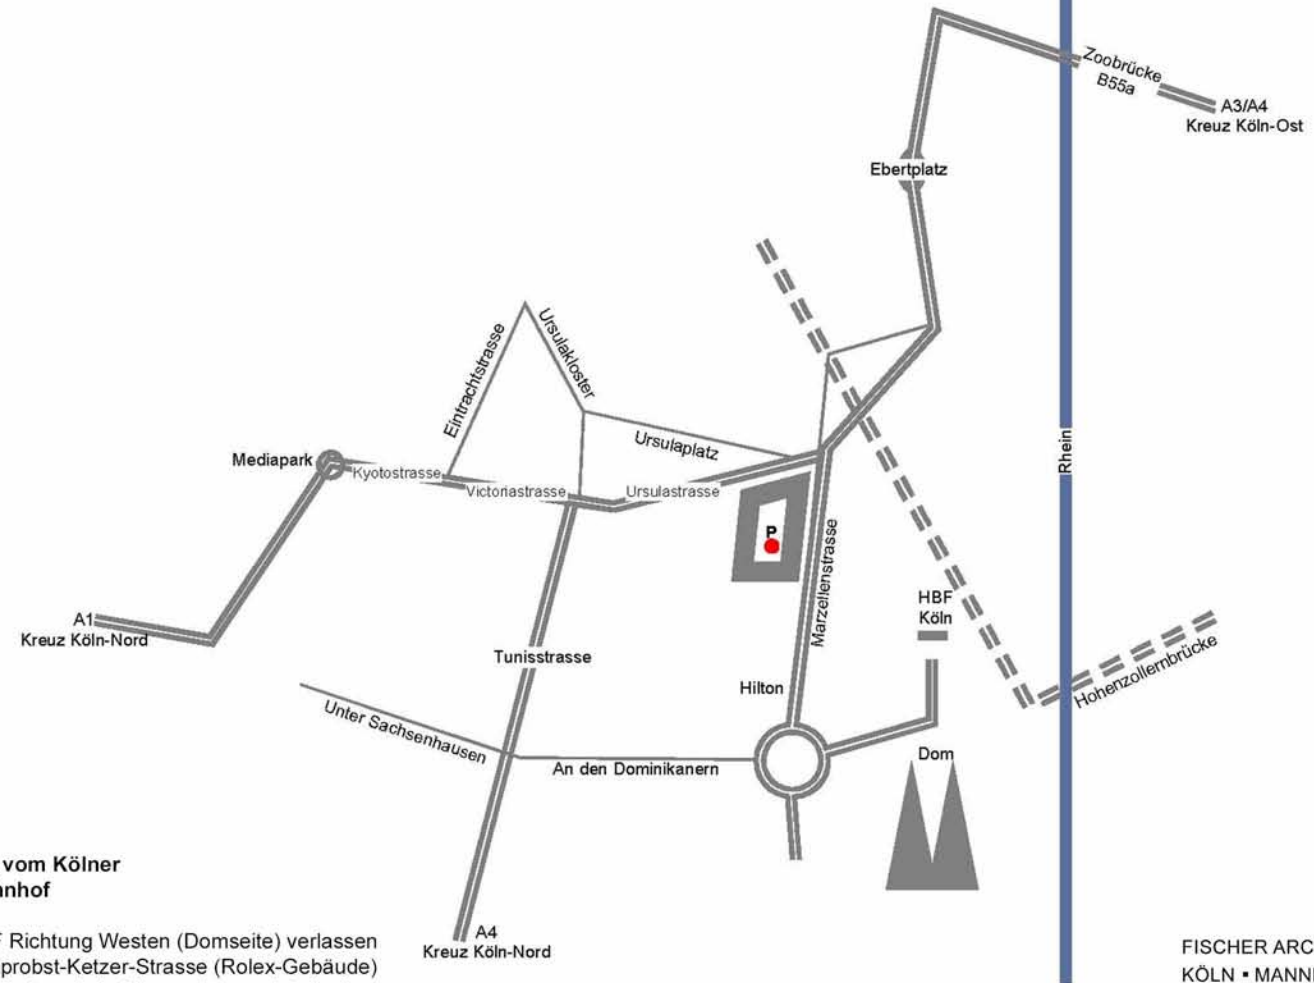 Zoobrücke
B55a
A3/A4
Kreuz Köln-Ost
Ebertplatz
Eintrachtstrasse
Ursulakloster
Ursulaplatz
Rhein
Mediapark
Kyotostrasse
Victoriastrasse
Ursulastrasse
P
Marzellenstrasse
HBF
Köln
A1
Kreuz Köln-Nord
Tunisstrasse
Hohenzollernbrücke
Hilton
Unter Sachsenhausen
An den Dominikanern
Dom
vom Kölner
nhof
A4
Kreuz Köln-Nord
Richtung Westen (Domseite) verlassen
probst-Ketzer-Strasse (Rolex-Gebäude)
FISCHER ARC
KÖLN ▪ MANN